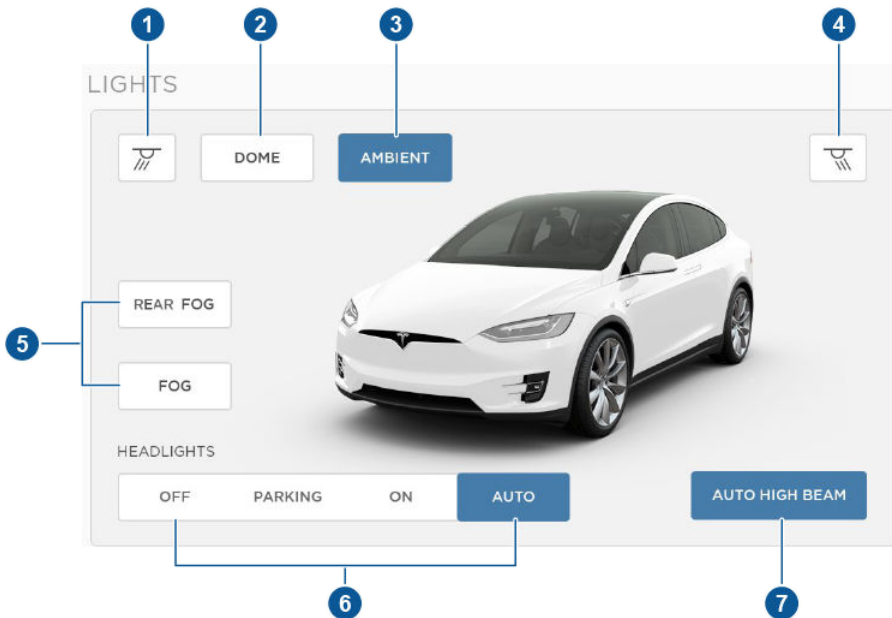 1 2 3 4
LIGHTS
DOME AMBIENT
REAR FOG
5
FOG
HEADLIGHTS
OFF PARKING ON AUTO AUTO HIGH BEAM
6 7